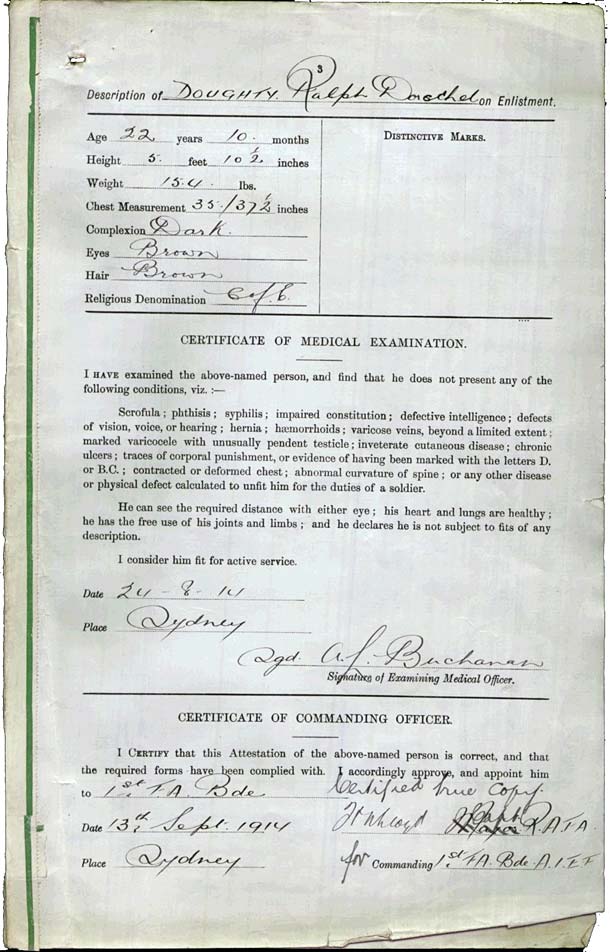 3
Description of DOUGHTY. Ralph Dorschel on Enlistment.
Age 22 years 10. months
Height 5. feet 10 ½ inches
Weight 154 lbs.
Chest Measurement 35./37½ inches
Complexion Dark.
Eyes Brown
Hair Brown
Religious Denomination C of E.
DISTINCTIVE MARKS.
CERTIFICATE OF MEDICAL EXAMINATION.
I HAVE examined the above-named person, and find that he does not present any of the
following conditions, viz. :—
Scrofula ; phthisis ; syphilis ; impaired constitution ; defective intelligence ; defects
of vision, voice, or hearing ; hernia ; hæmorrhoids ; varicose veins, beyond a limited extent ;
marked varicocele with unusually pendent testicle ; inveterate cutaneous disease ; chronic
ulcers ; traces of corporal punishment, or evidence of having been marked with the letters D.
or B.C. ; contracted or deformed chest ; abnormal curvature of spine ; or any other disease
or physical defect calculated to unfit him for the duties of a soldier.
He can see the required distance with either eye ; his heart and lungs are healthy ;
he has the free use of his joints and limbs ; and he declares he is not subject to fits of any
description.
I consider him fit for active service.
Date 24-8-14
Place Sydney
Sgd. A. J. Buchanan
Signature of Examining Medical Officer.
CERTIFICATE OF COMMANDING OFFICER.
I CERTIFY that this Attestation of the above-named person is correct, and that
the required forms have been complied with. I accordingly approve, and appoint him
to 1st F.A. Bde Certified true Copy.
Date 13th Sept. 1914 Capt R.A.F.A
Place Sydney for Commanding 1st FA. Bde. A.I.F